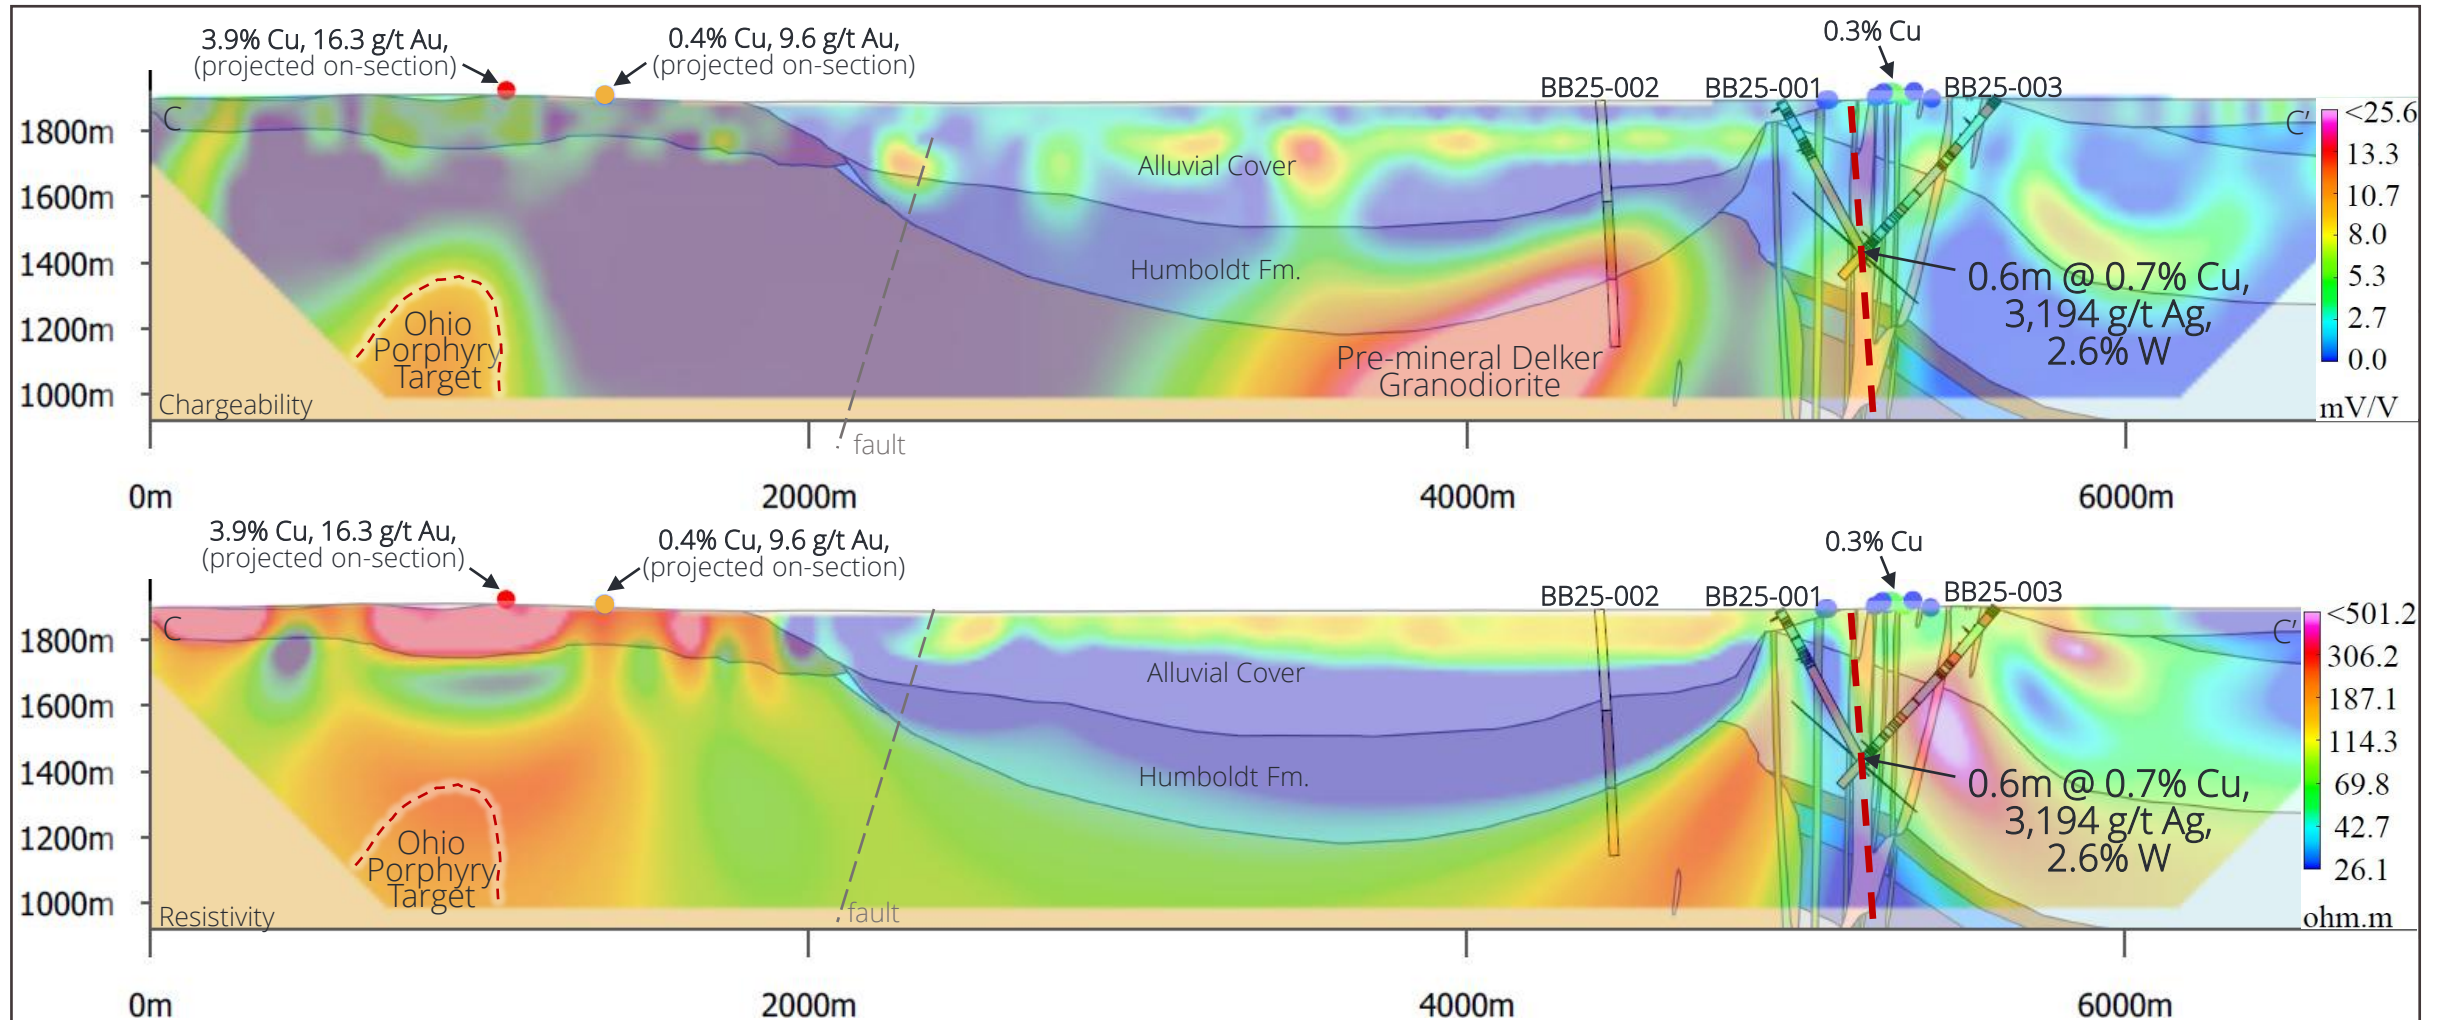 3.9% Cu, 16.3 g/t Au,
(projected on-section)
0.4% Cu, 9.6 g/t Au,
(projected on-section)
0.3% Cu
BB25-002
BB25-001
BB25-003
C
C'
1800m
1600m
1400m
1200m
1000m
Alluvial Cover
Humboldt Fm.
Ohio
Porphyry
Target
Pre-mineral Delker
Granodiorite
0.6m @ 0.7% Cu,
3,194 g/t Ag,
2.6% W
Chargeability
fault
<25.6
13.3
10.7
8.0
5.3
2.7
0.0
mV/V
0m
2000m
4000m
6000m
3.9% Cu, 16.3 g/t Au,
(projected on-section)
0.4% Cu, 9.6 g/t Au,
(projected on-section)
0.3% Cu
BB25-002
BB25-001
BB25-003
C
C'
1800m
1600m
1400m
1200m
1000m
Alluvial Cover
Humboldt Fm.
Ohio
Porphyry
Target
0.6m @ 0.7% Cu,
3,194 g/t Ag,
2.6% W
Resistivity
fault
<501.2
306.2
187.1
114.3
69.8
42.7
26.1
ohm.m
0m
2000m
4000m
6000m